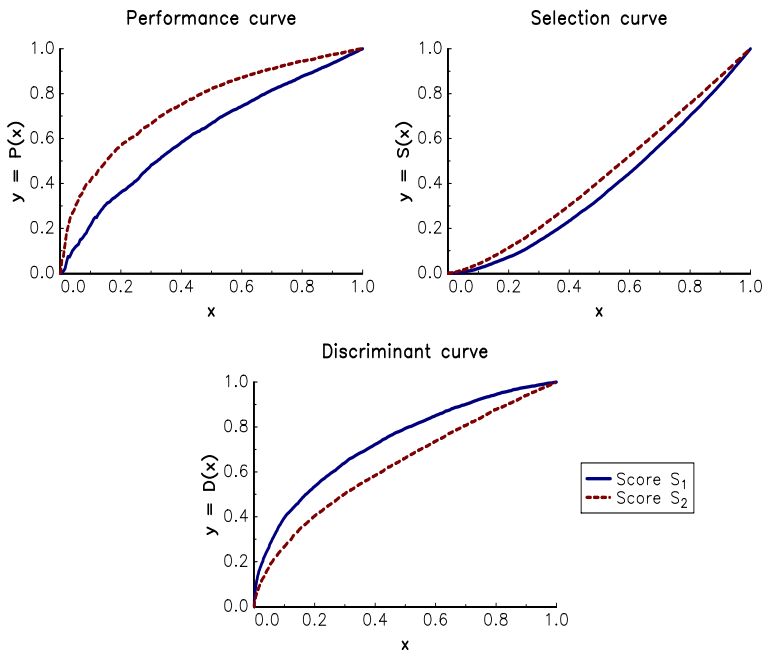 Performance curve
y = P(x)
1.0
0.8
0.6
0.4
0.2
0.0
0.0 0.2 0.4 0.6 0.8 1.0
x
Selection curve
y = S(x)
1.0
0.8
0.6
0.4
0.2
0.0
0.0 0.2 0.4 0.6 0.8 1.0
x
Discriminant curve
y = D(x)
1.0
0.8
0.6
0.4
0.2
0.0
0.0 0.2 0.4 0.6 0.8 1.0
x
Score S₁
Score S₂